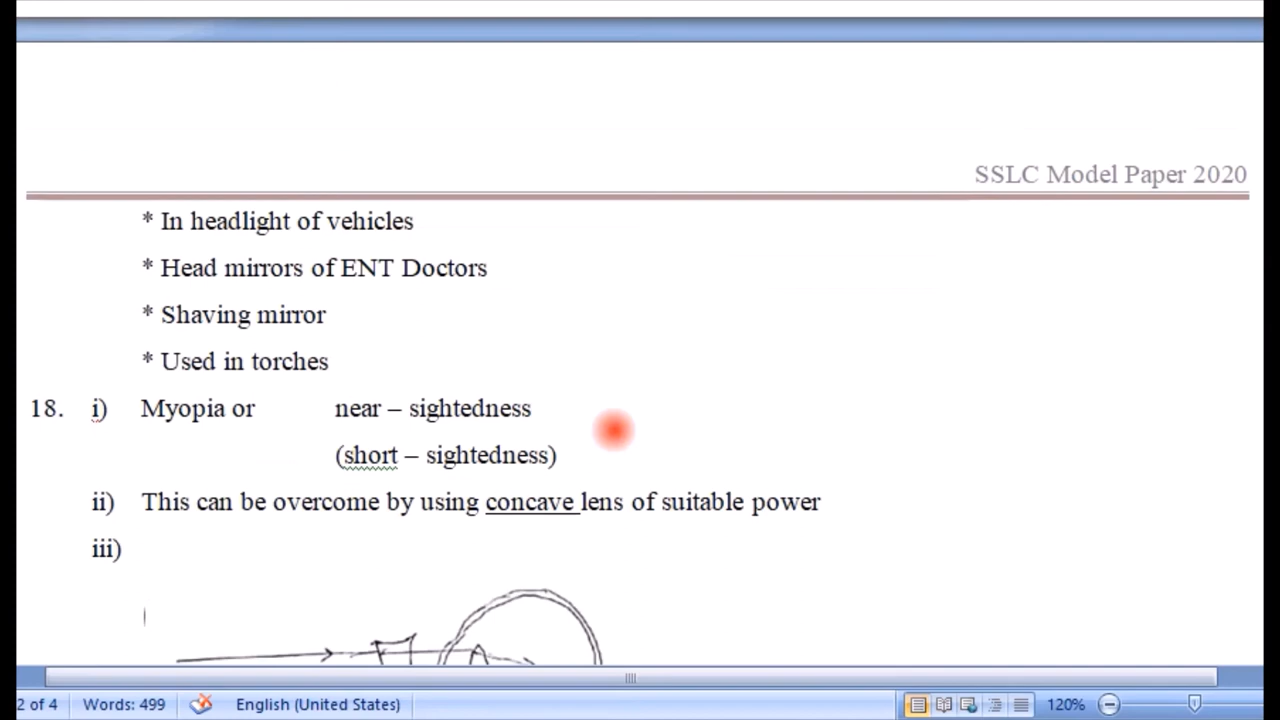 SSLC Model Paper 2020
* In headlight of vehicles
* Head mirrors of ENT Doctors
* Shaving mirror
* Used in torches
18. i) Myopia or near – sightedness
(short – sightedness)
ii) This can be overcome by using concave lens of suitable power
iii)
2 of 4 Words: 499 English (United States) 120%